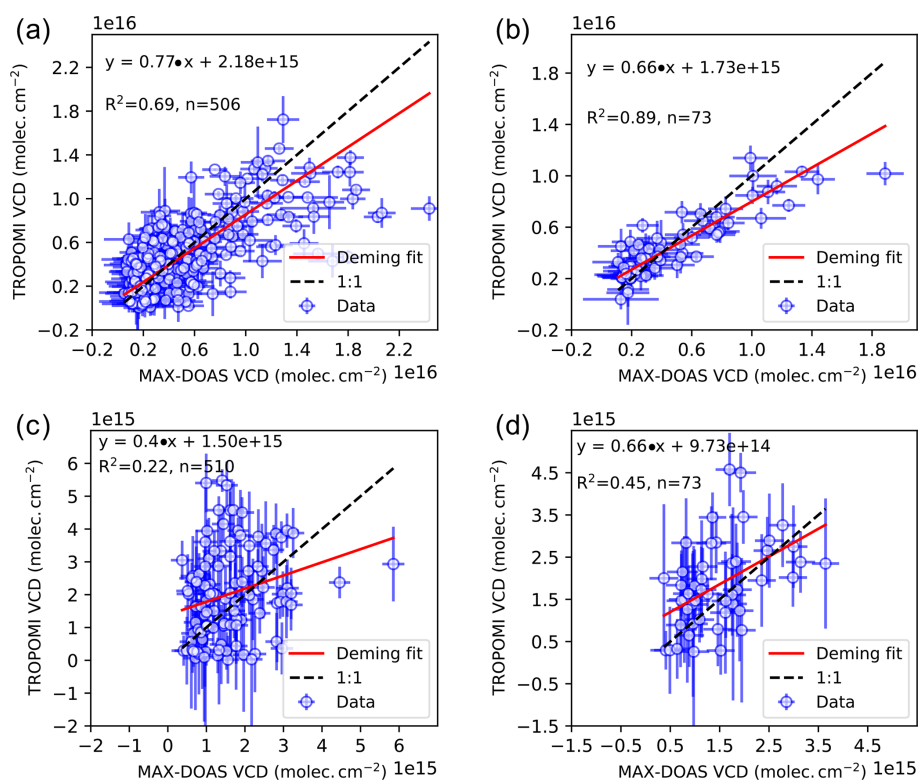 (a)
1e16
y = 0.77•x + 2.18e+15
R²=0.69, n=506
TROPOMI VCD (molec. cm⁻²)
2.2
1.8
1.4
1.0
0.6
0.2
−0.2
Deming fit
1:1
Data
−0.2 0.2 0.6 1.0 1.4 1.8 2.2
MAX-DOAS VCD (molec. cm⁻²) 1e16
(b)
1e16
y = 0.66•x + 1.73e+15
R²=0.89, n=73
TROPOMI VCD (molec. cm⁻²)
1.8
1.4
1.0
0.6
0.2
−0.2
Deming fit
1:1
Data
−0.2 0.2 0.6 1.0 1.4 1.8
MAX-DOAS VCD (molec. cm⁻²) 1e16
(c)
1e15
y = 0.4•x + 1.50e+15
R²=0.22, n=510
TROPOMI VCD (molec. cm⁻²)
6
5
4
3
2
1
0
−1
−2
Deming fit
1:1
Data
−2 −1 0 1 2 3 4 5 6
MAX-DOAS VCD (molec. cm⁻²) 1e15
(d)
1e15
y = 0.66•x + 9.73e+14
R²=0.45, n=73
TROPOMI VCD (molec. cm⁻²)
4.5
3.5
2.5
1.5
0.5
−0.5
−1.5
Deming fit
1:1
Data
−1.5 −0.5 0.5 1.5 2.5 3.5 4.5
MAX-DOAS VCD (molec. cm⁻²) 1e15